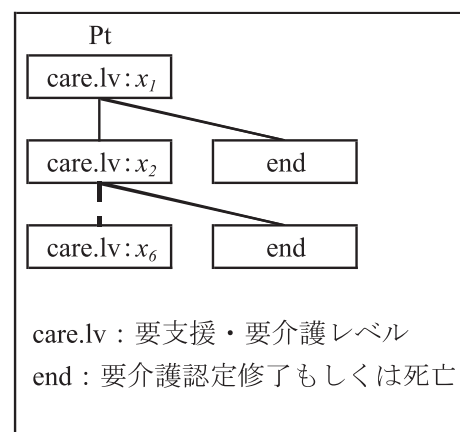 Pt
care.lv:x1
care.lv:x2 end
care.lv:x6 end
care.lv：要支援・要介護レベル
end：要介護認定修了もしくは死亡